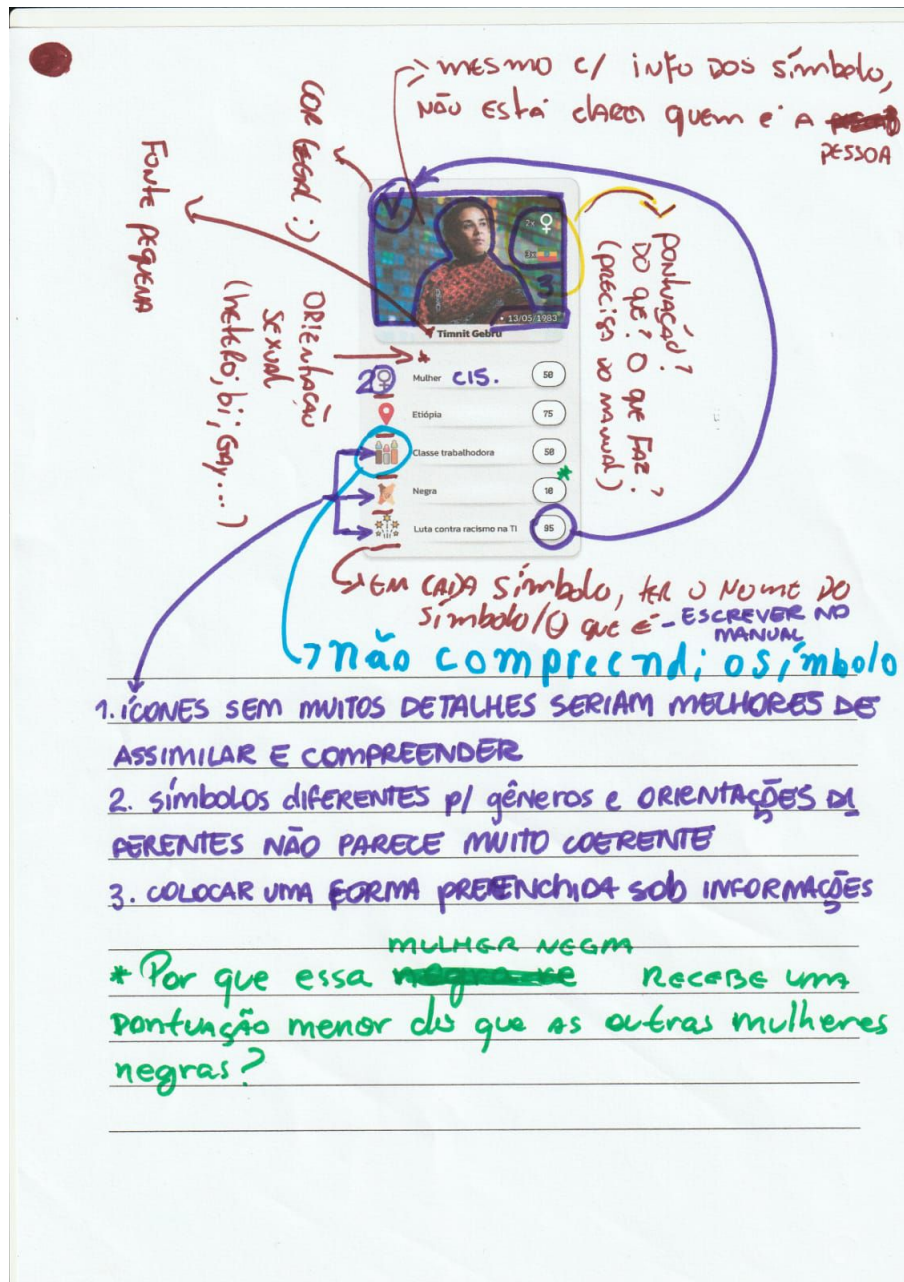 MESMO C/ INFO DOS SÍMBOLO,
NÃO ESTÁ CLARO QUEM É A
PESSOA
COR LEGAL :)
FONTE PEQUENA
ORIENTAÇÃO
SEXUAL
(hetero, bi, GAY...)
PONTUAÇÃO?
DO QUE? O QUE FAZ?
(PRECISA DO MANUAL)
2x
3
• 13/05/1983
Timnit Gebru
*
2 Mulher CIS. 50
Etiópia 75
Classe trabalhadora 50
Negra 10 *
Luta contra racismo na TI 95
EM CADA SÍMBOLO, TER O NOME DO
SÍMBOLO/O QUE É - ESCREVER NO
MANUAL
não compreendi o símbolo
1. ÍCONES SEM MUITOS DETALHES SERIAM MELHORES DE
ASSIMILAR E COMPREENDER
2. SÍMBOLOS DIFERENTES P/ GÊNEROS E ORIENTAÇÕES DI
FERENTES NÃO PARECE MUITO COERENTE
3. COLOCAR UMA FORMA PREENCHIDA SOB INFORMAÇÕES
MULHER NEGRA
* Por que essa RECEBE UMA
PONTUAÇÃO menor do que AS outras mulheres
negras?